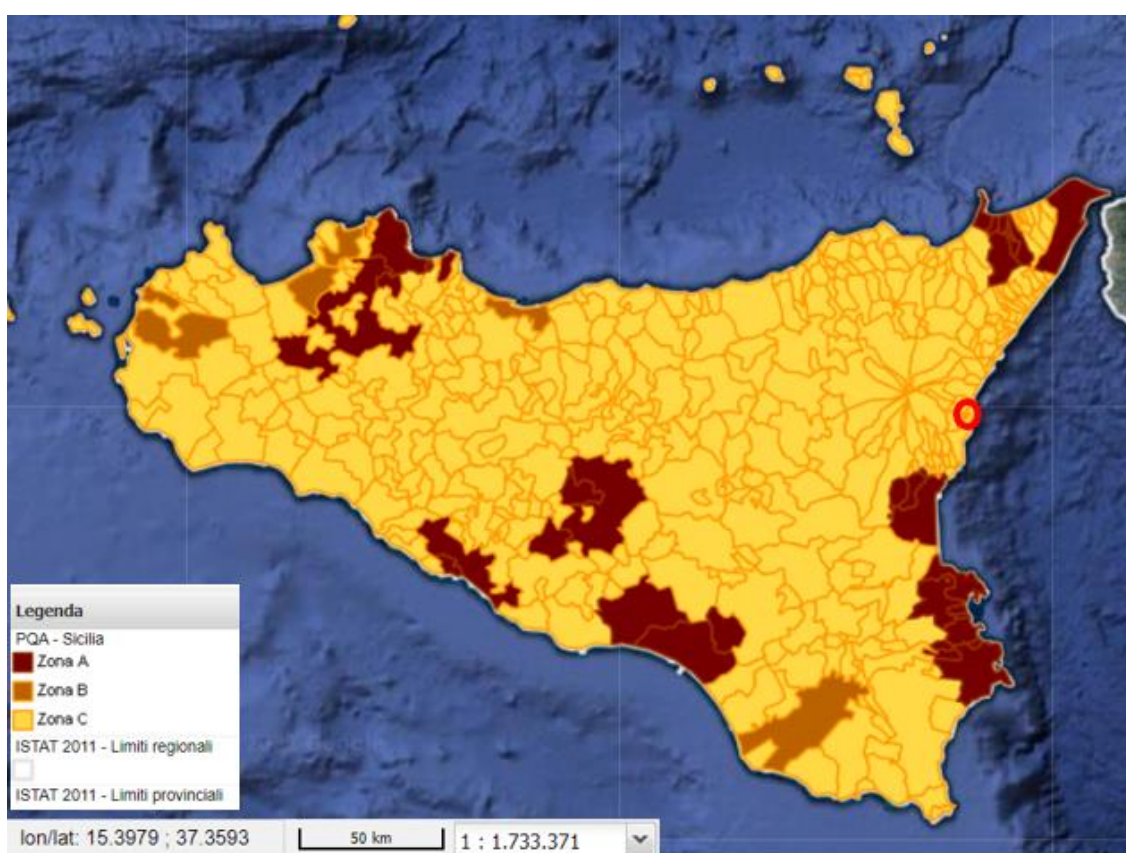 Legenda
PQA - Sicilia
Zona A
Zona B
Zona C
ISTAT 2011 - Limiti regionali
ISTAT 2011 - Limiti provinciali
lon/lat: 15.3979 ; 37.3593
50 km
1 : 1.733.371